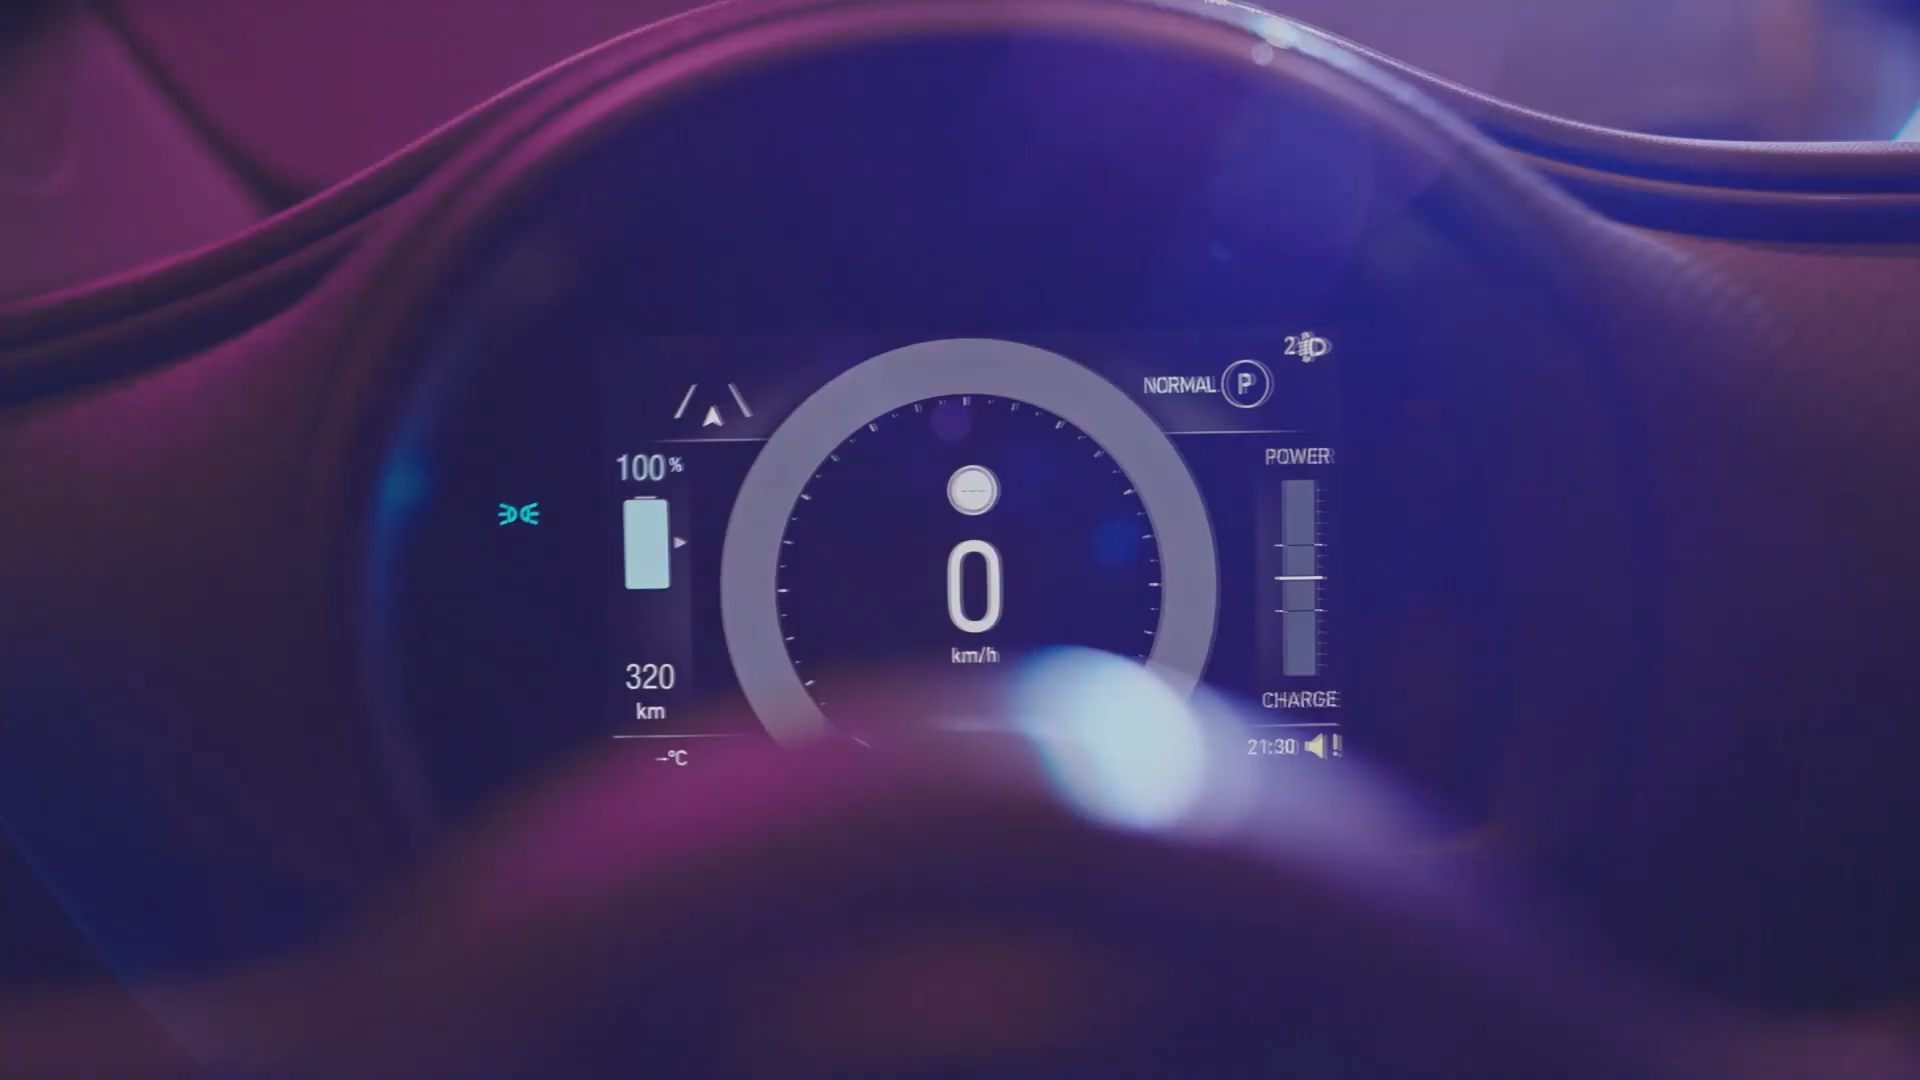 2
NORMAL P
100%
POWER
0
km/h
320
km
CHARGE
21:30
--°C